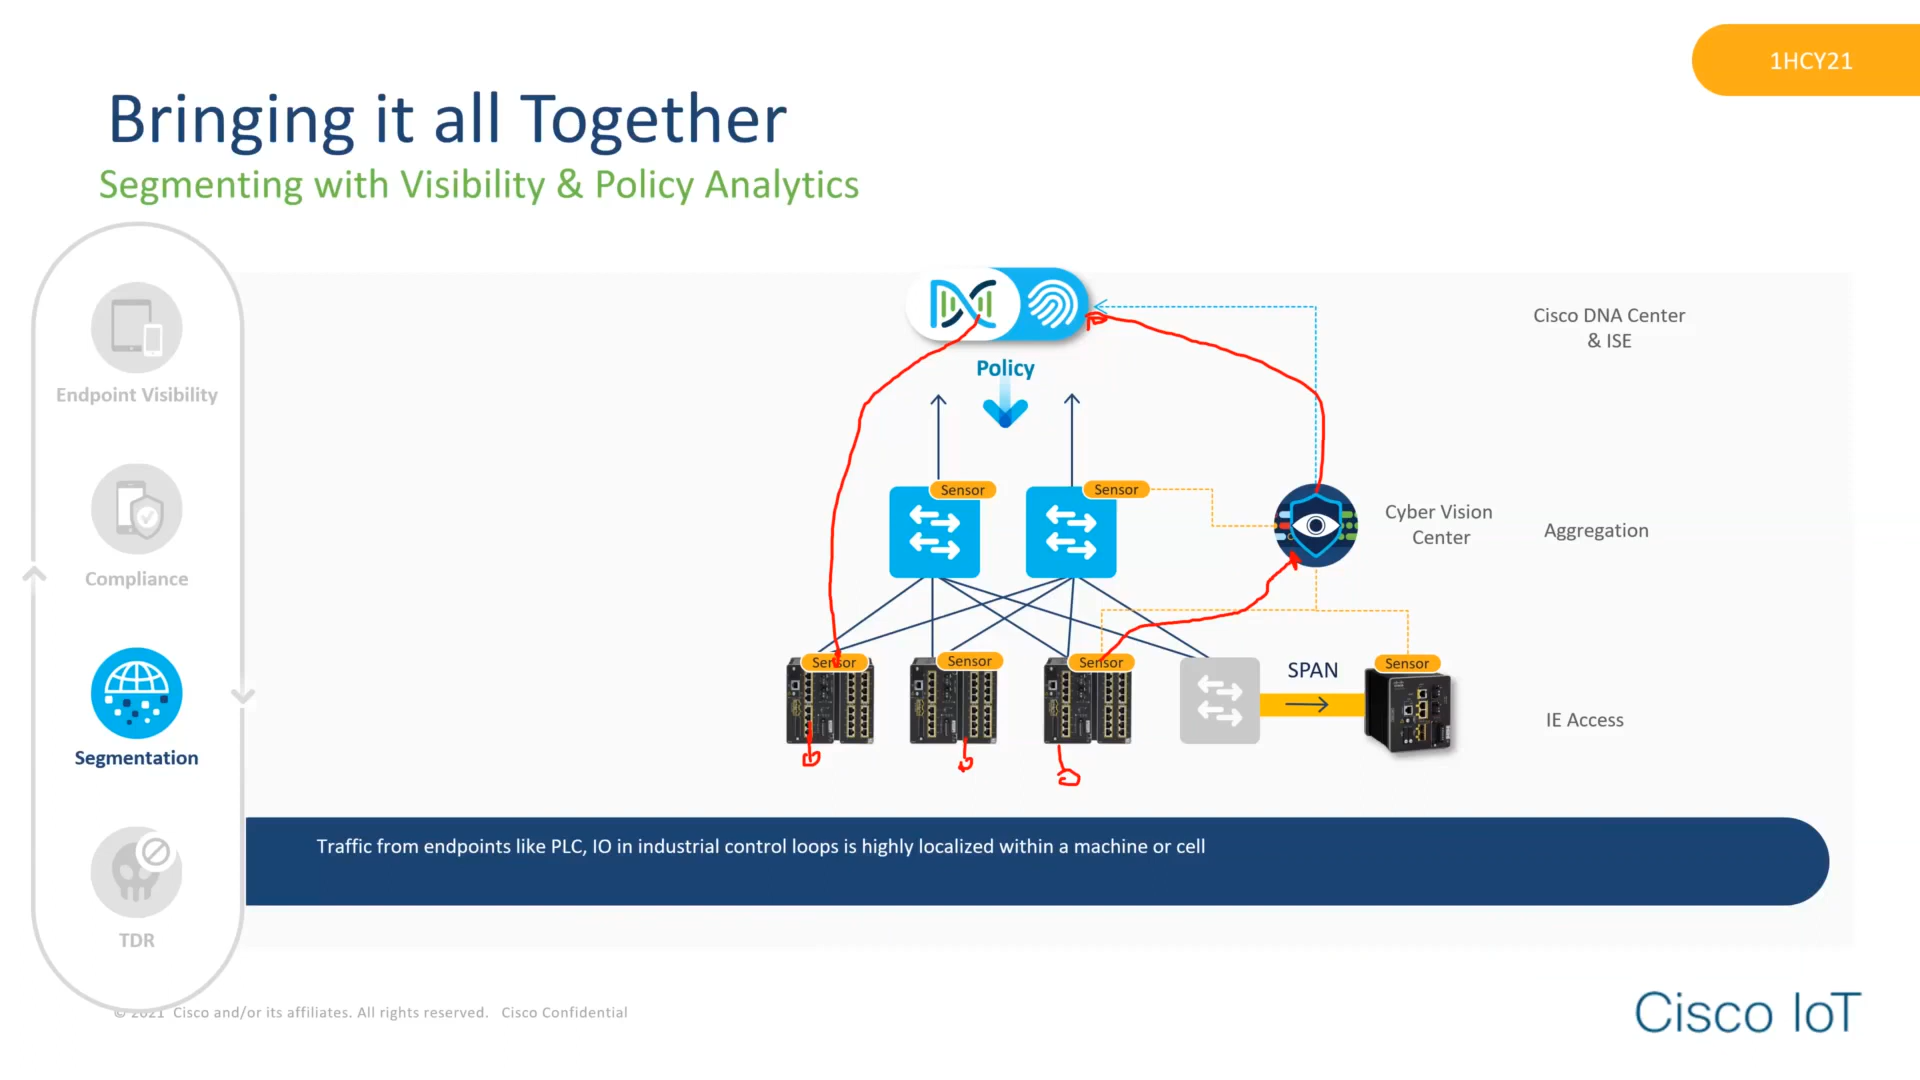 1HCY21
Bringing it all Together
Segmenting with Visibility & Policy Analytics
Endpoint Visibility
Compliance
Segmentation
TDR
Policy
Cisco DNA Center
& ISE
Sensor
Sensor
Cyber Vision
Center
Aggregation
Sensor
Sensor
Sensor
SPAN
Sensor
IE Access
Traffic from endpoints like PLC, IO in industrial control loops is highly localized within a machine or cell
© 2021 Cisco and/or its affiliates. All rights reserved. Cisco Confidential
Cisco IoT